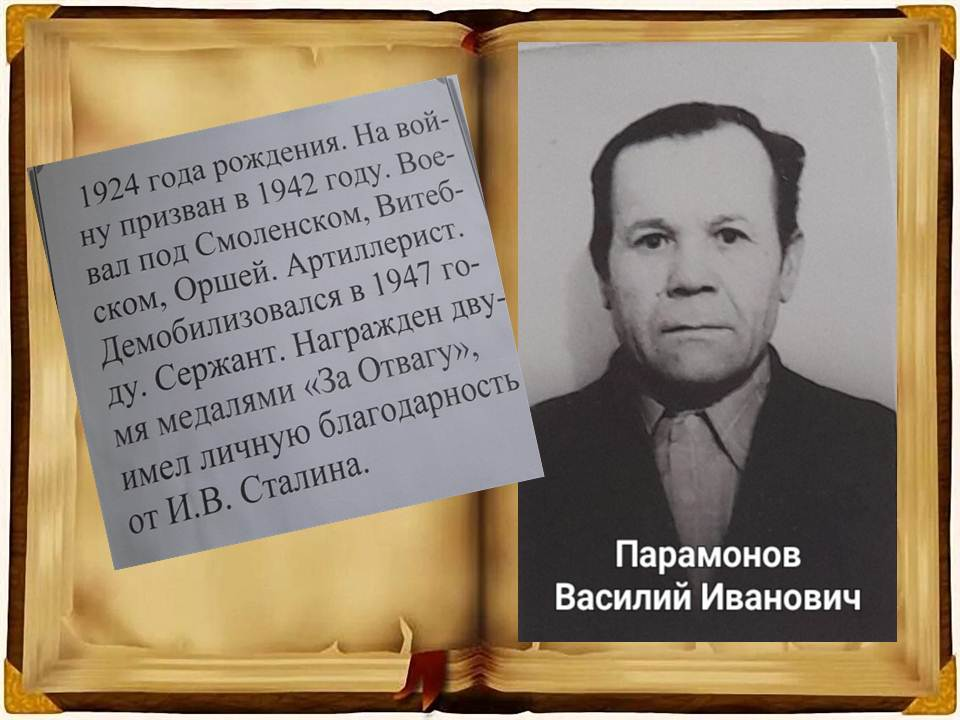 1924 года рождения. На вой-
ну призван в 1942 году. Вое-
вал под Смоленском, Витеб-
ском, Оршей. Артиллерист.
Демобилизовался в 1947 го-
ду. Сержант. Награжден дву-
мя медалями «За Отвагу»,
имел личную благодарность
от И.В. Сталина.
Парамонов
Василий Иванович